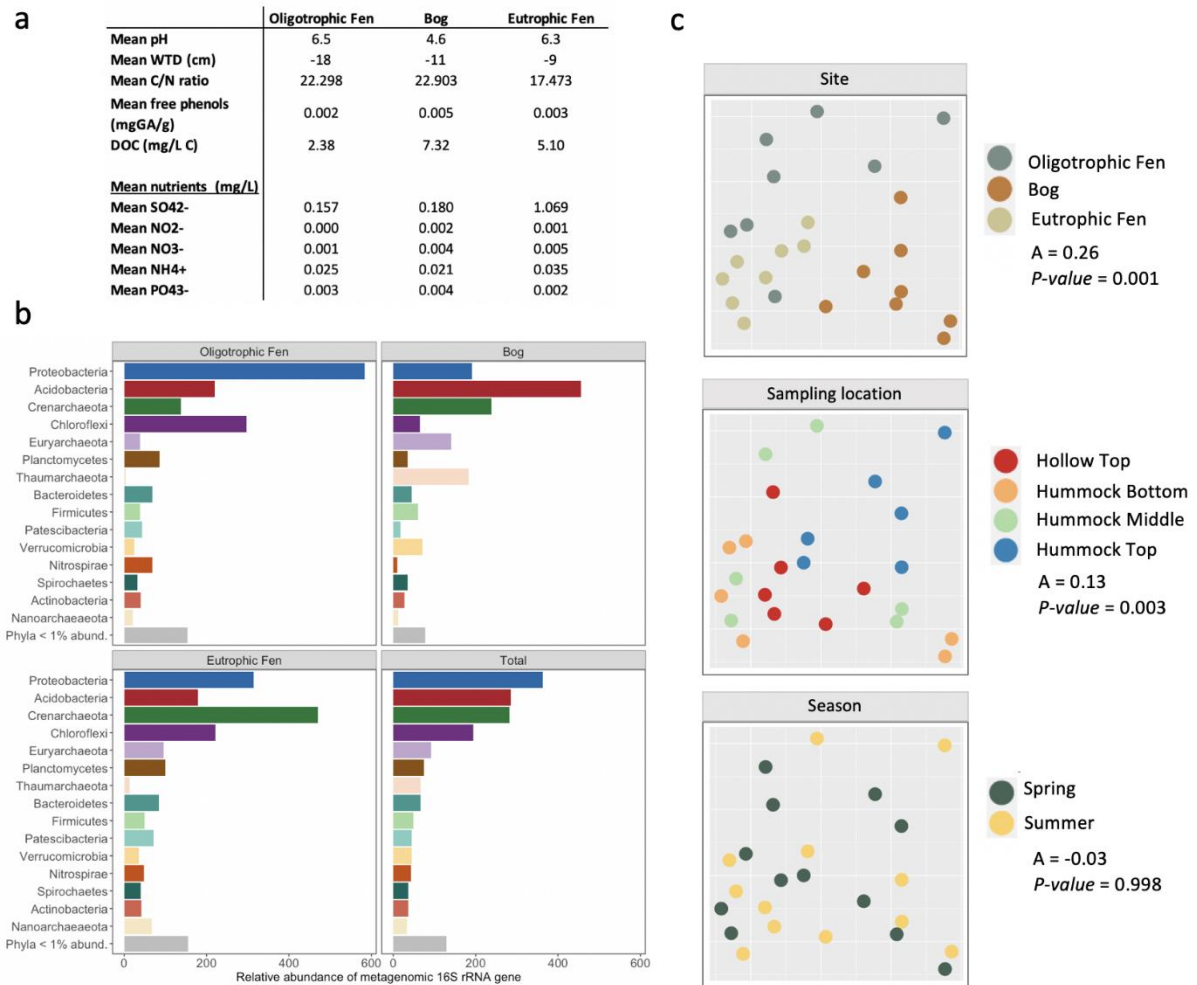 a
Oligotrophic Fen Bog Eutrophic Fen
Mean pH 6.5 4.6 6.3
Mean WTD (cm) -18 -11 -9
Mean C/N ratio 22.298 22.903 17.473
Mean free phenols
(mgGA/g) 0.002 0.005 0.003
DOC (mg/L C) 2.38 7.32 5.10
Mean nutrients (mg/L)
Mean SO42- 0.157 0.180 1.069
Mean NO2- 0.000 0.002 0.001
Mean NO3- 0.001 0.004 0.005
Mean NH4+ 0.025 0.021 0.035
Mean PO43- 0.003 0.004 0.002
b
Oligotrophic Fen Bog
Proteobacteria
Acidobacteria
Crenarchaeota
Chloroflexi
Euryarchaeota
Planctomycetes
Thaumarchaeota
Bacteroidetes
Firmicutes
Patescibacteria
Verrucomicrobia
Nitrospirae
Spirochaetes
Actinobacteria
Nanoarchaeaeota
Phyla < 1% abund.
Eutrophic Fen Total
Proteobacteria
Acidobacteria
Crenarchaeota
Chloroflexi
Euryarchaeota
Planctomycetes
Thaumarchaeota
Bacteroidetes
Firmicutes
Patescibacteria
Verrucomicrobia
Nitrospirae
Spirochaetes
Actinobacteria
Nanoarchaeaeota
Phyla < 1% abund.
0 200 400 600 0 200 400 600
Relative abundance of metagenomic 16S rRNA gene
c
Site
Oligotrophic Fen
Bog
Eutrophic Fen
A = 0.26
P-value = 0.001
Sampling location
Hollow Top
Hummock Bottom
Hummock Middle
Hummock Top
A = 0.13
P-value = 0.003
Season
Spring
Summer
A = -0.03
P-value = 0.998